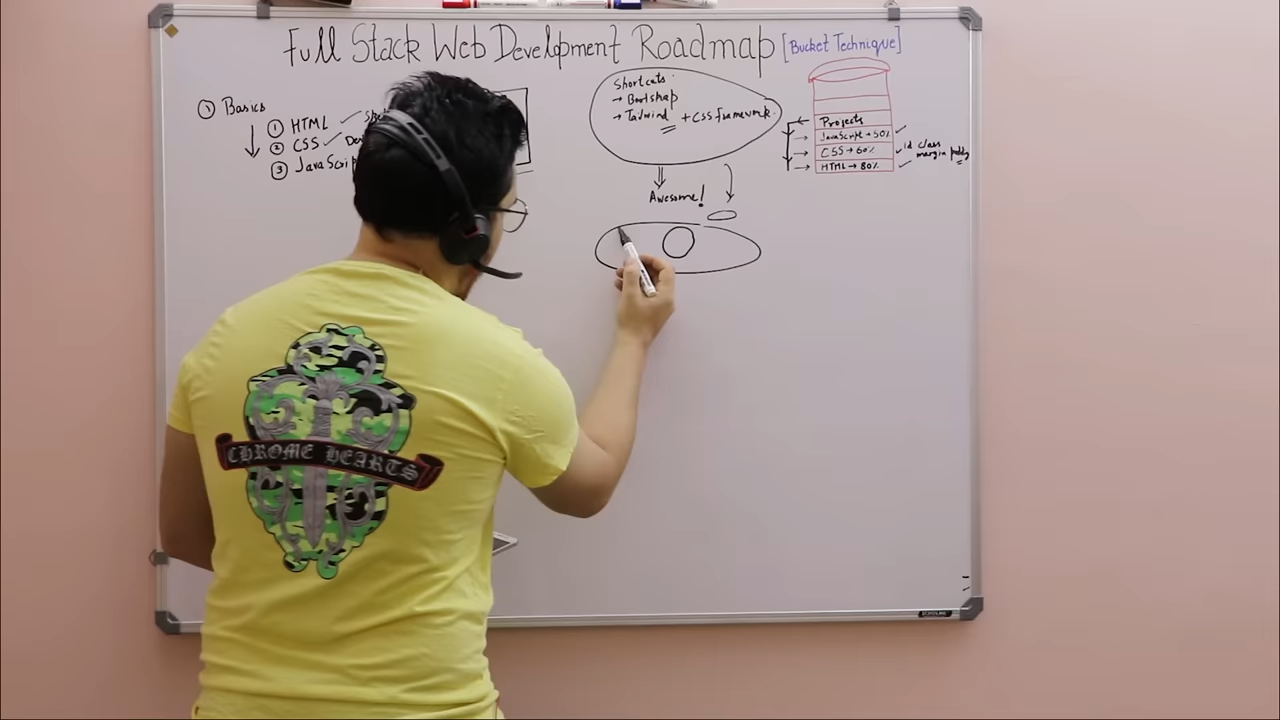 Full Stack Web Development Roadmap [Bucket Technique]
① Basics
① HTML
② CSS
③ JavaScrip
Shortcuts
→ Bootstrap
→ Tailwind + CSS framework
Awesome!
Projects
→ JavaScript → 50%
→ CSS → 60%
→ HTML → 80%
id class
margin padding
CHROME HEARTS